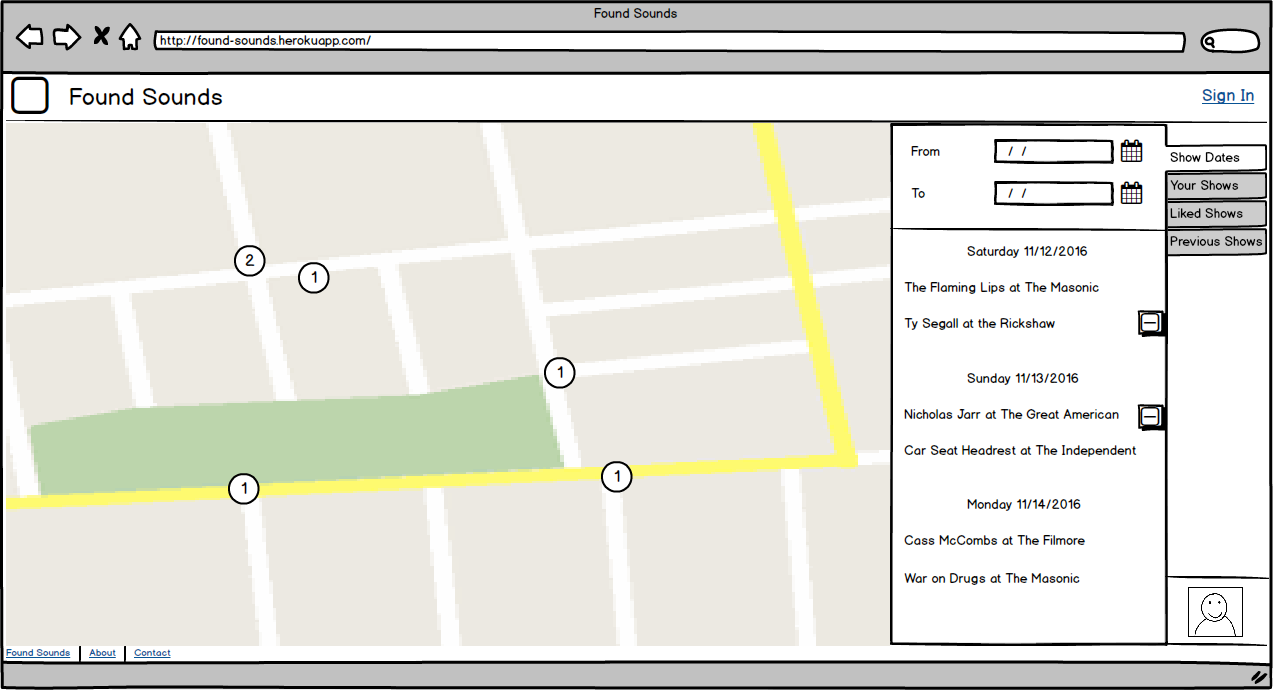 Found Sounds
http://found-sounds.herokuapp.com/
Found Sounds
Sign In
From / /
To / /
Show Dates
Your Shows
Liked Shows
Previous Shows
2
1
1
1
1
Saturday 11/12/2016
The Flaming Lips at The Masonic
Ty Segall at the Rickshaw
Sunday 11/13/2016
Nicholas Jarr at The Great American
Car Seat Headrest at The Independent
Monday 11/14/2016
Cass McCombs at The Filmore
War on Drugs at The Masonic
Found Sounds About Contact